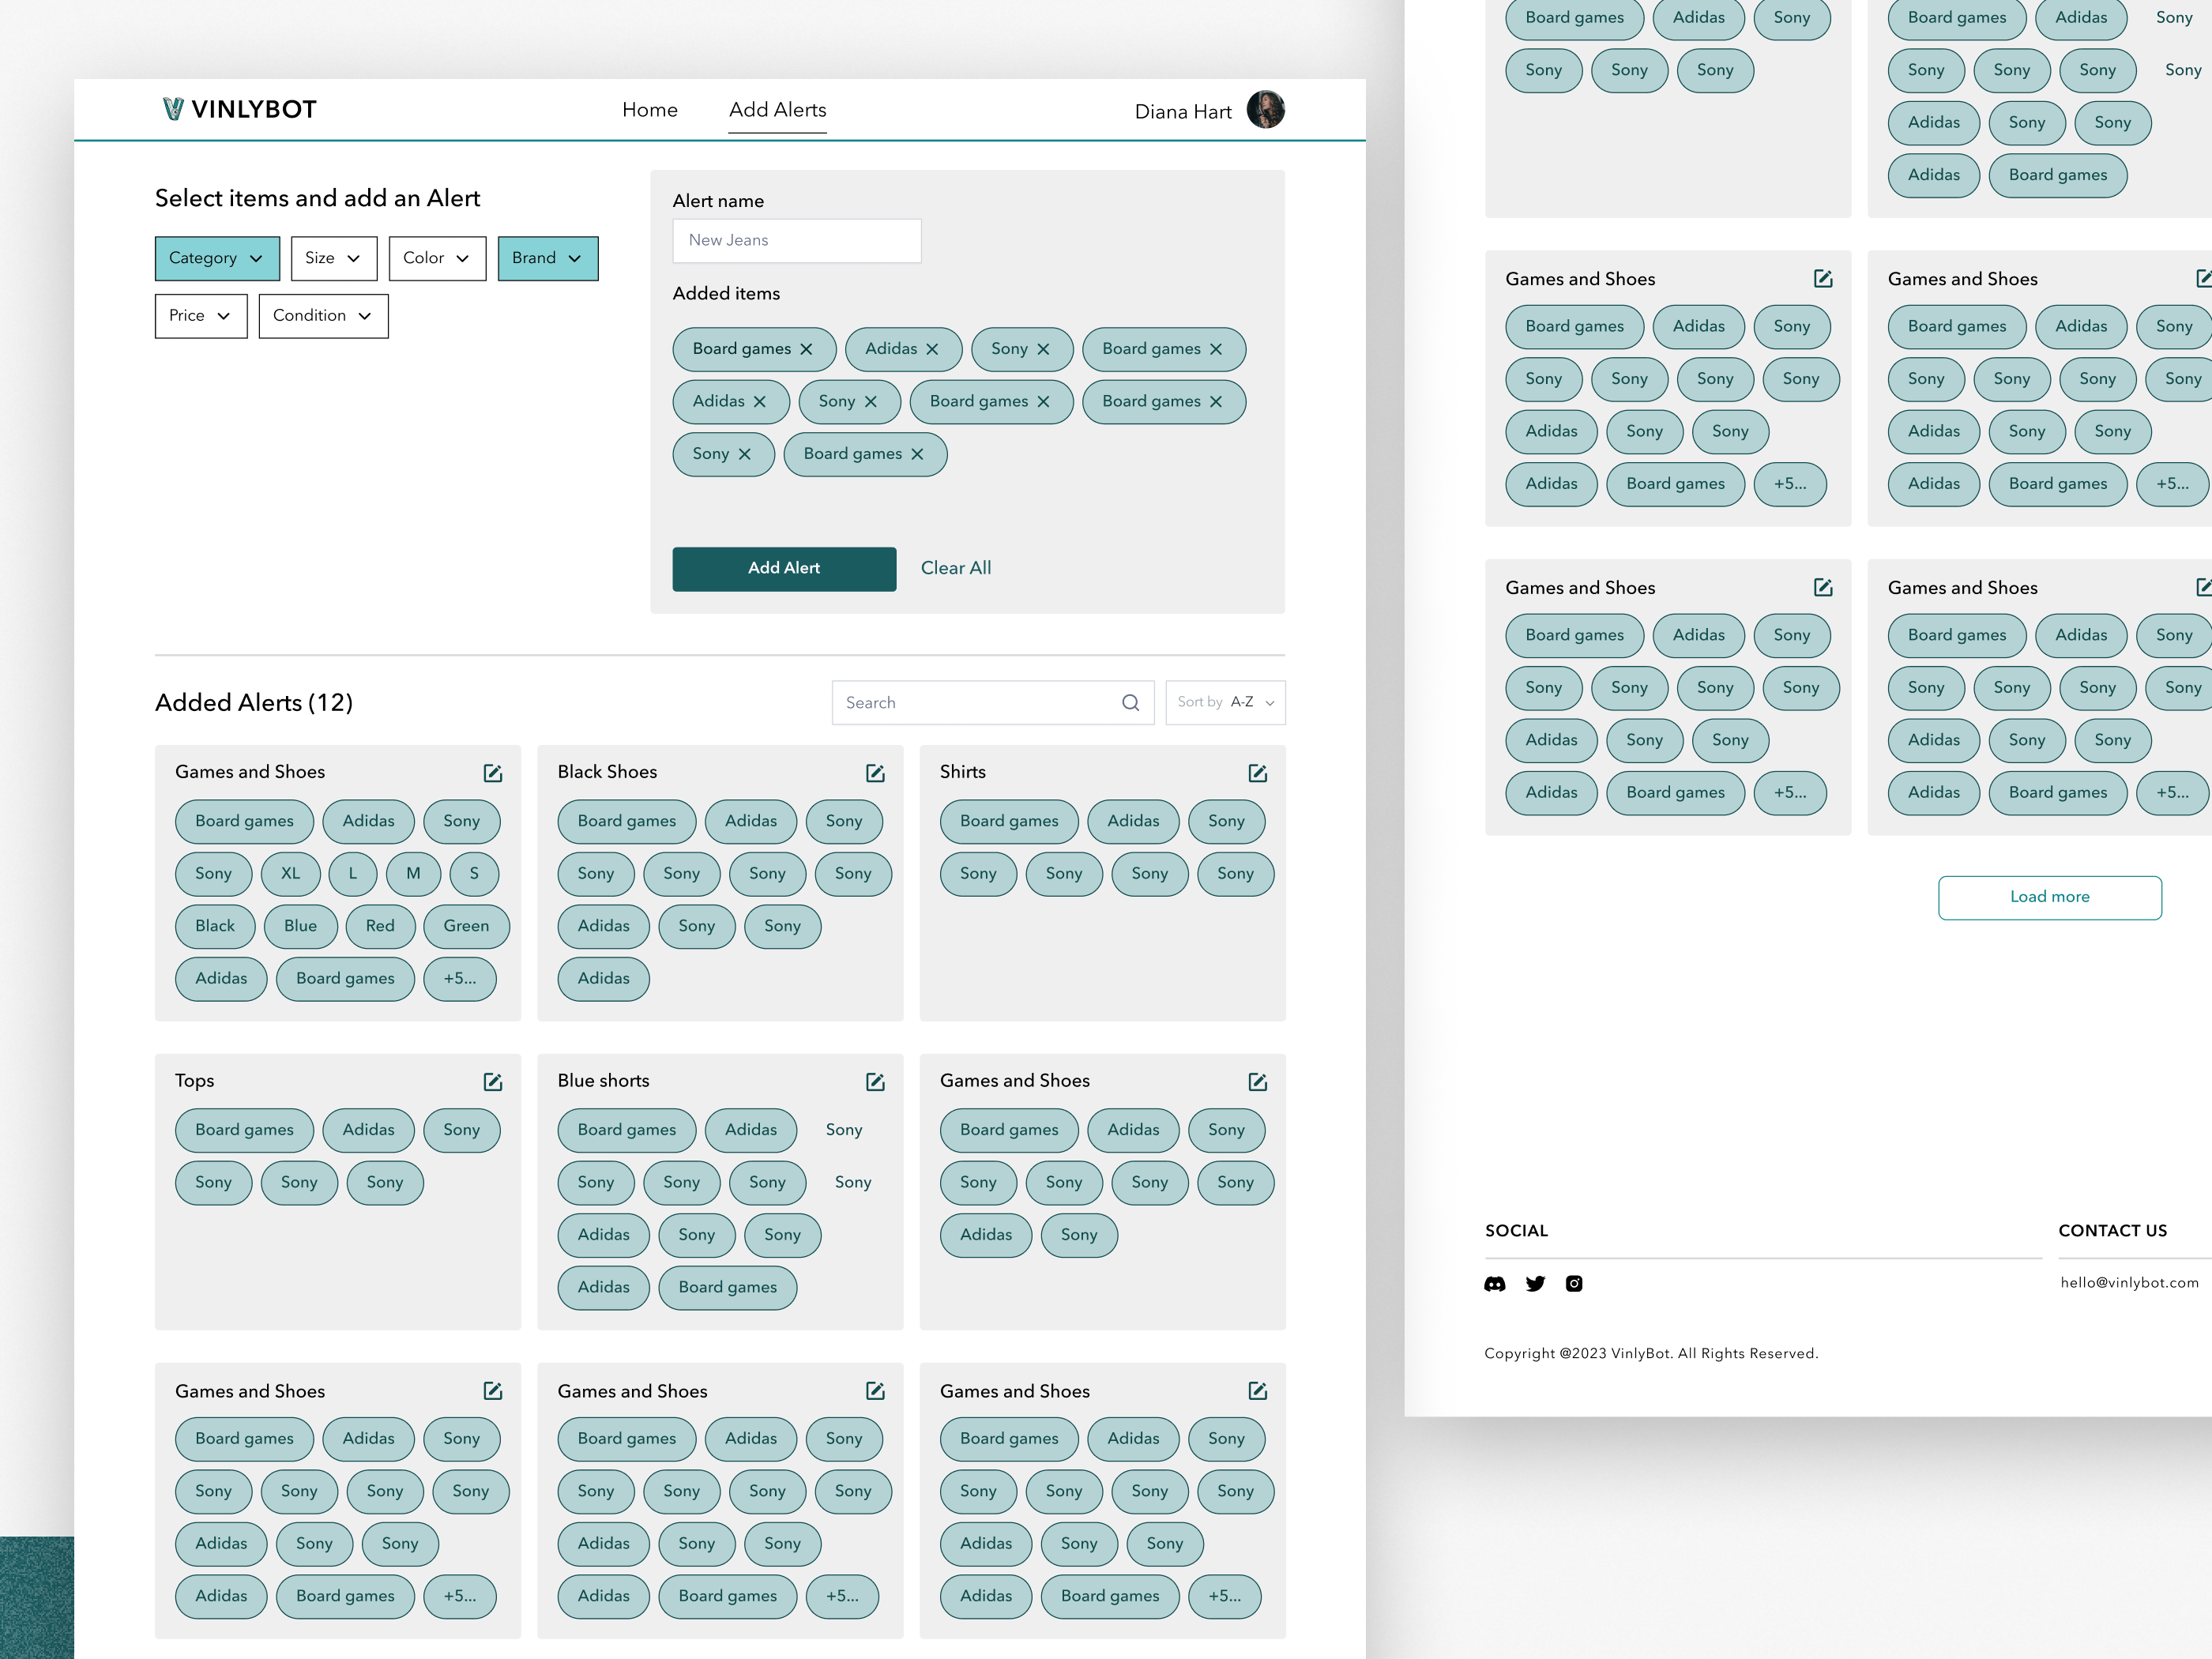 VINLYBOT
Home Add Alerts
Diana Hart
Select items and add an Alert
Category Size Color Brand
Price Condition
Alert name
New Jeans
Added items
Board games Adidas Sony Board games
Adidas Sony Board games Board games
Sony Board games
Add Alert Clear All
Added Alerts (12)
Search
Sort by A-Z
Games and Shoes
Board games Adidas Sony
Sony XL L M S
Black Blue Red Green
Adidas Board games +5...
Black Shoes
Board games Adidas Sony
Sony Sony Sony Sony
Adidas Sony Sony
Adidas
Shirts
Board games Adidas Sony
Sony Sony Sony Sony
Tops
Board games Adidas Sony
Sony Sony Sony
Blue shorts
Board games Adidas Sony
Sony Sony Sony Sony
Adidas Sony Sony
Adidas Board games
Games and Shoes
Board games Adidas Sony
Sony Sony Sony Sony
Adidas Sony
Games and Shoes
Board games Adidas Sony
Sony Sony Sony Sony
Adidas Sony Sony
Adidas Board games +5...
Games and Shoes
Board games Adidas Sony
Sony Sony Sony Sony
Adidas Sony Sony
Adidas Board games +5...
Games and Shoes
Board games Adidas Sony
Sony Sony Sony Sony
Adidas Sony Sony
Adidas Board games +5...
Board games Adidas Sony
Sony Sony Sony
Board games Adidas Sony
Sony Sony Sony Sony
Adidas Sony Sony
Adidas Board games
Games and Shoes
Board games Adidas Sony
Sony Sony Sony Sony
Adidas Sony Sony
Adidas Board games +5...
Games and Shoes
Board games Adidas Sony
Sony Sony Sony Sony
Adidas Sony Sony
Adidas Board games +5...
Games and Shoes
Board games Adidas Sony
Sony Sony Sony Sony
Adidas Sony Sony
Adidas Board games +5...
Games and Shoes
Board games Adidas Sony
Sony Sony Sony Sony
Adidas Sony Sony
Adidas Board games +5...
Load more
SOCIAL
CONTACT US
hello@vinlybot.com
Copyright @2023 VinlyBot. All Rights Reserved.